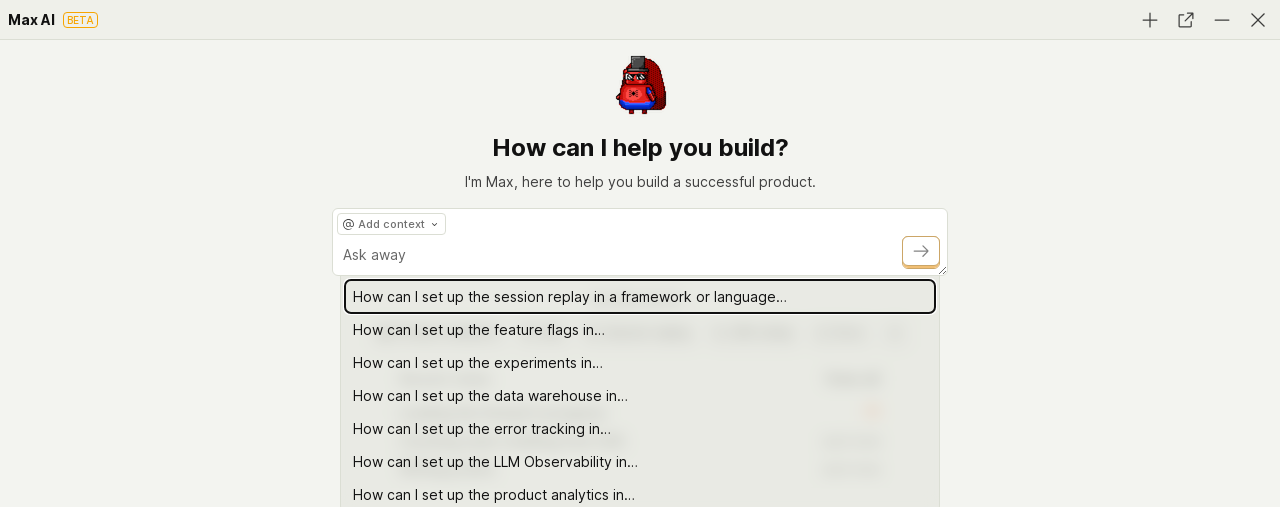 Max AI BETA
How can I help you build?
I'm Max, here to help you build a successful product.
@ Add context
Ask away
How can I set up the session replay in a framework or language…
How can I set up the feature flags in…
How can I set up the experiments in…
How can I set up the data warehouse in…
How can I set up the error tracking in…
How can I set up the LLM Observability in…
How can I set up the product analytics in…